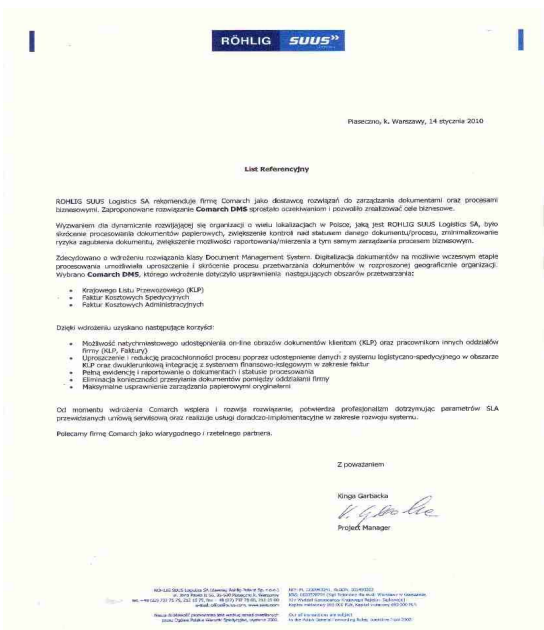 RÖHLIG SUUS
Piaseczno, k. Warszawy, 14 stycznia 2010
List Referencyjny
ROHLIG SUUS Logistics SA rekomenduje firmę Comarch jako dostawcę rozwiązań do zarządzania dokumentami oraz procesami
biznesowymi. Zaproponowane rozwiązanie Comarch DMS sprostało oczekiwaniom i pozwoliło zrealizować cele biznesowe.
Wyzwaniem dla dynamicznie rozwijającej się organizacji o wielu lokalizacjach w Polsce, jaką jest ROHLIG SUUS Logistics SA, było
skrócenie procesowania dokumentów papierowych, zwiększenie kontroli nad statusem danego dokumentu/procesu, zminimalizowanie
ryzyka zagubienia dokumentu, zwiększenie możliwości raportowania/mierzenia a tym samym zarządzania procesem biznesowym.
Zdecydowano o wdrożeniu rozwiązania klasy Document Management System. Digitalizacja dokumentów na możliwie wczesnym etapie
procesowania umożliwiła uproszczenie i skrócenie procesu przetwarzania dokumentów w rozproszonej geograficznie organizacji.
Wybrano Comarch DMS, którego wdrożenie dotyczyło usprawnienia następujących obszarów przetwarzania:
• Krajowego Listu Przewozowego (KLP)
• Faktur Kosztowych Spedycyjnych
• Faktur Kosztowych Administracyjnych
Dzięki wdrożeniu uzyskano następujące korzyści:
• Możliwość natychmiastowego udostępnienia on-line obrazów dokumentów klientom (KLP) oraz pracownikom innych oddziałów
firmy (KLP, Faktury)
• Uproszczenie i redukcję pracochłonności procesu poprzez udostępnienie danych z systemu logistyczno-spedycyjnego w obszarze
KLP oraz dwukierunkową integrację z systemem finansowo-księgowym w zakresie faktur
• Pełną ewidencję i raportowanie o dokumentach i statusie procesowania
• Eliminacja konieczności przesyłania dokumentów pomiędzy oddziałami firmy
• Maksymalne usprawnienie zarządzania papierowymi oryginałami
Od momentu wdrożenia Comarch wspiera i rozwija rozwiązanie, potwierdza profesjonalizm dotrzymując parametrów SLA
przewidzianych umową serwisową oraz realizuje usługi doradczo-implementacyjne w zakresie rozwoju systemu.
Polecamy firmę Comarch jako wiarygodnego i rzetelnego partnera.
Z poważaniem
Kinga Garbacka
Project Manager